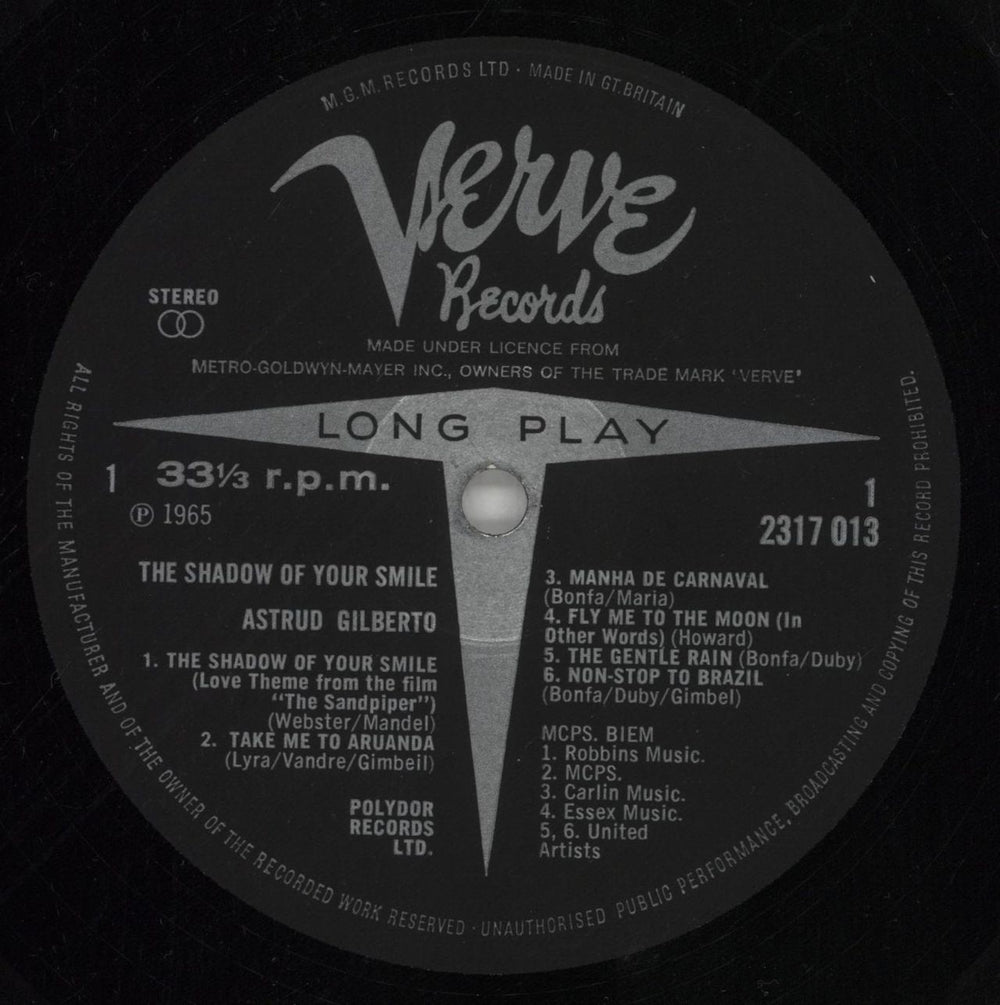 M.G.M. RECORDS LTD · MADE IN GT. BRITAIN
Verve
Records
STEREO
MADE UNDER LICENCE FROM
METRO-GOLDWYN-MAYER INC., OWNERS OF THE TRADE MARK 'VERVE'
LONG PLAY
1 33⅓ r.p.m.
Ⓟ 1965
1
2317 013
THE SHADOW OF YOUR SMILE
ASTRUD GILBERTO
1. THE SHADOW OF YOUR SMILE
(Love Theme from the film
"The Sandpiper")
(Webster/Mandel)
2. TAKE ME TO ARUANDA
(Lyra/Vandre/Gimbeil)
POLYDOR
RECORDS
LTD.
3. MANHA DE CARNAVAL
(Bonfa/Maria)
4. FLY ME TO THE MOON (In
Other Words) (Howard)
5. THE GENTLE RAIN (Bonfa/Duby)
6. NON-STOP TO BRAZIL
(Bonfa/Duby/Gimbel)
MCPS. BIEM
1. Robbins Music.
2. MCPS.
3. Carlin Music.
4. Essex Music.
5, 6. United
Artists
ALL RIGHTS OF THE MANUFACTURER AND OF THE OWNER OF THE RECORDED WORK RESERVED · UNAUTHORISED PUBLIC PERFORMANCE, BROADCASTING AND COPYING OF THIS RECORD PROHIBITED.